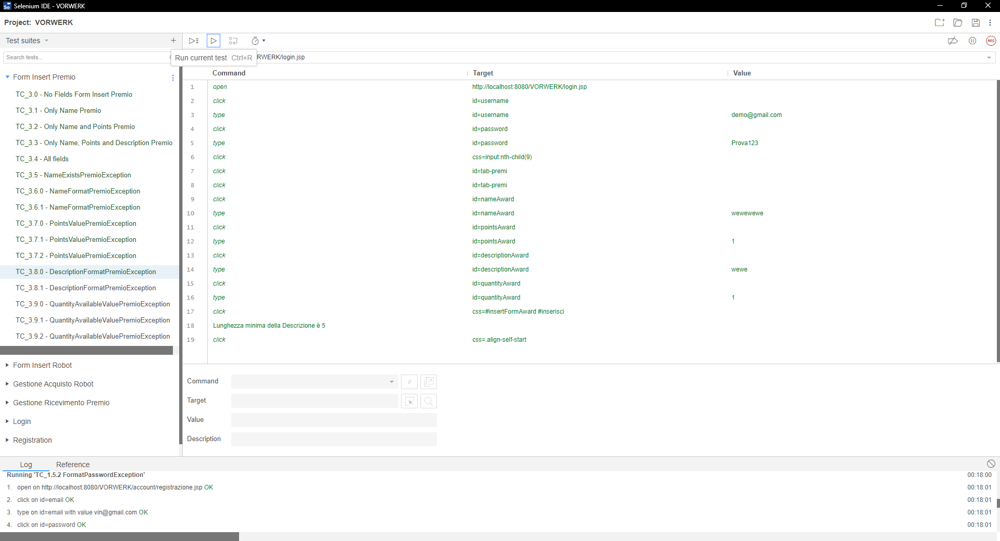 Selenium IDE - VORWERK
Project: VORWERK
Test suites
Run current test Ctrl+R
Search tests...
RWERK/login.jsp
Command Target Value
Form Insert Premio
TC_3.0 - No Fields Form Insert Premio
TC_3.1 - Only Name Premio
TC_3.2 - Only Name and Points Premio
TC_3.3 - Only Name, Points and Description Premio
TC_3.4 - All fields
TC_3.5 - NameExistsPremioException
TC_3.6.0 - NameFormatPremioException
TC_3.6.1 - NameFormatPremioException
TC_3.7.0 - PointsValuePremioException
TC_3.7.1 - PointsValuePremioException
TC_3.7.2 - PointsValuePremioException
TC_3.8.0 - DescriptionFormatPremioException
TC_3.8.1 - DescriptionFormatPremioException
TC_3.9.0 - QuantityAvailableValuePremioException
TC_3.9.1 - QuantityAvailableValuePremioException
TC_3.9.2 - QuantityAvailableValuePremioException
Form Insert Robot
Gestione Acquisto Robot
Gestione Ricevimento Premio
Login
Registration
1 open http://localhost:8080/VORWERK/login.jsp
2 click id=username
3 type id=username demo@gmail.com
4 click id=password
5 type id=password Prova123
6 click css=input:nth-child(9)
7 click id=tab-premi
8 click id=tab-premi
9 click id=nameAward
10 type id=nameAward wewewewe
11 click id=pointsAward
12 type id=pointsAward 1
13 click id=descriptionAward
14 type id=descriptionAward wewe
15 click id=quantityAward
16 type id=quantityAward 1
17 click css=#insertFormAward #inserisci
18 Lunghezza minima della Descrizione è 5
19 click css=.align-self-start
Command //
Target
Value
Description
REC
Log Reference
Running 'TC_1.5.2 FormatPasswordException' 00:18:00
1. open on http://localhost:8080/VORWERK/account/registrazione.jsp OK 00:18:01
2. click on id=email OK 00:18:01
3. type on id=email with value vin@gmail.com OK 00:18:01
4. click on id=password OK 00:18:01